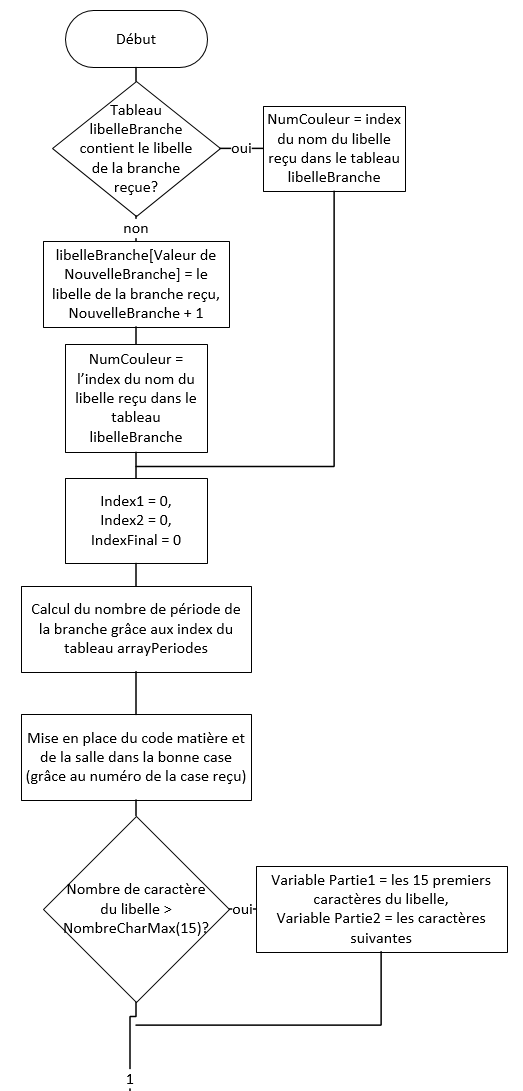 Début
Tableau
libelleBranche
contient le libelle
de la branche
reçue?
oui
NumCouleur = index
du nom du libelle
reçu dans le tableau
libelleBranche
non
libelleBranche[Valeur de
NouvelleBranche] = le
libelle de la branche reçu,
NouvelleBranche + 1
NumCouleur =
l’index du nom du
libelle reçu dans le
tableau
libelleBranche
Index1 = 0,
Index2 = 0,
IndexFinal = 0
Calcul du nombre de période de
la branche grâce aux index du
tableau arrayPeriodes
Mise en place du code matière et
de la salle dans la bonne case
(grâce au numéro de la case reçu)
Nombre de caractère
du libelle >
NombreCharMax(15)?
oui
Variable Partie1 = les 15 premiers
caractères du libelle,
Variable Partie2 = les caractères
suivantes
1